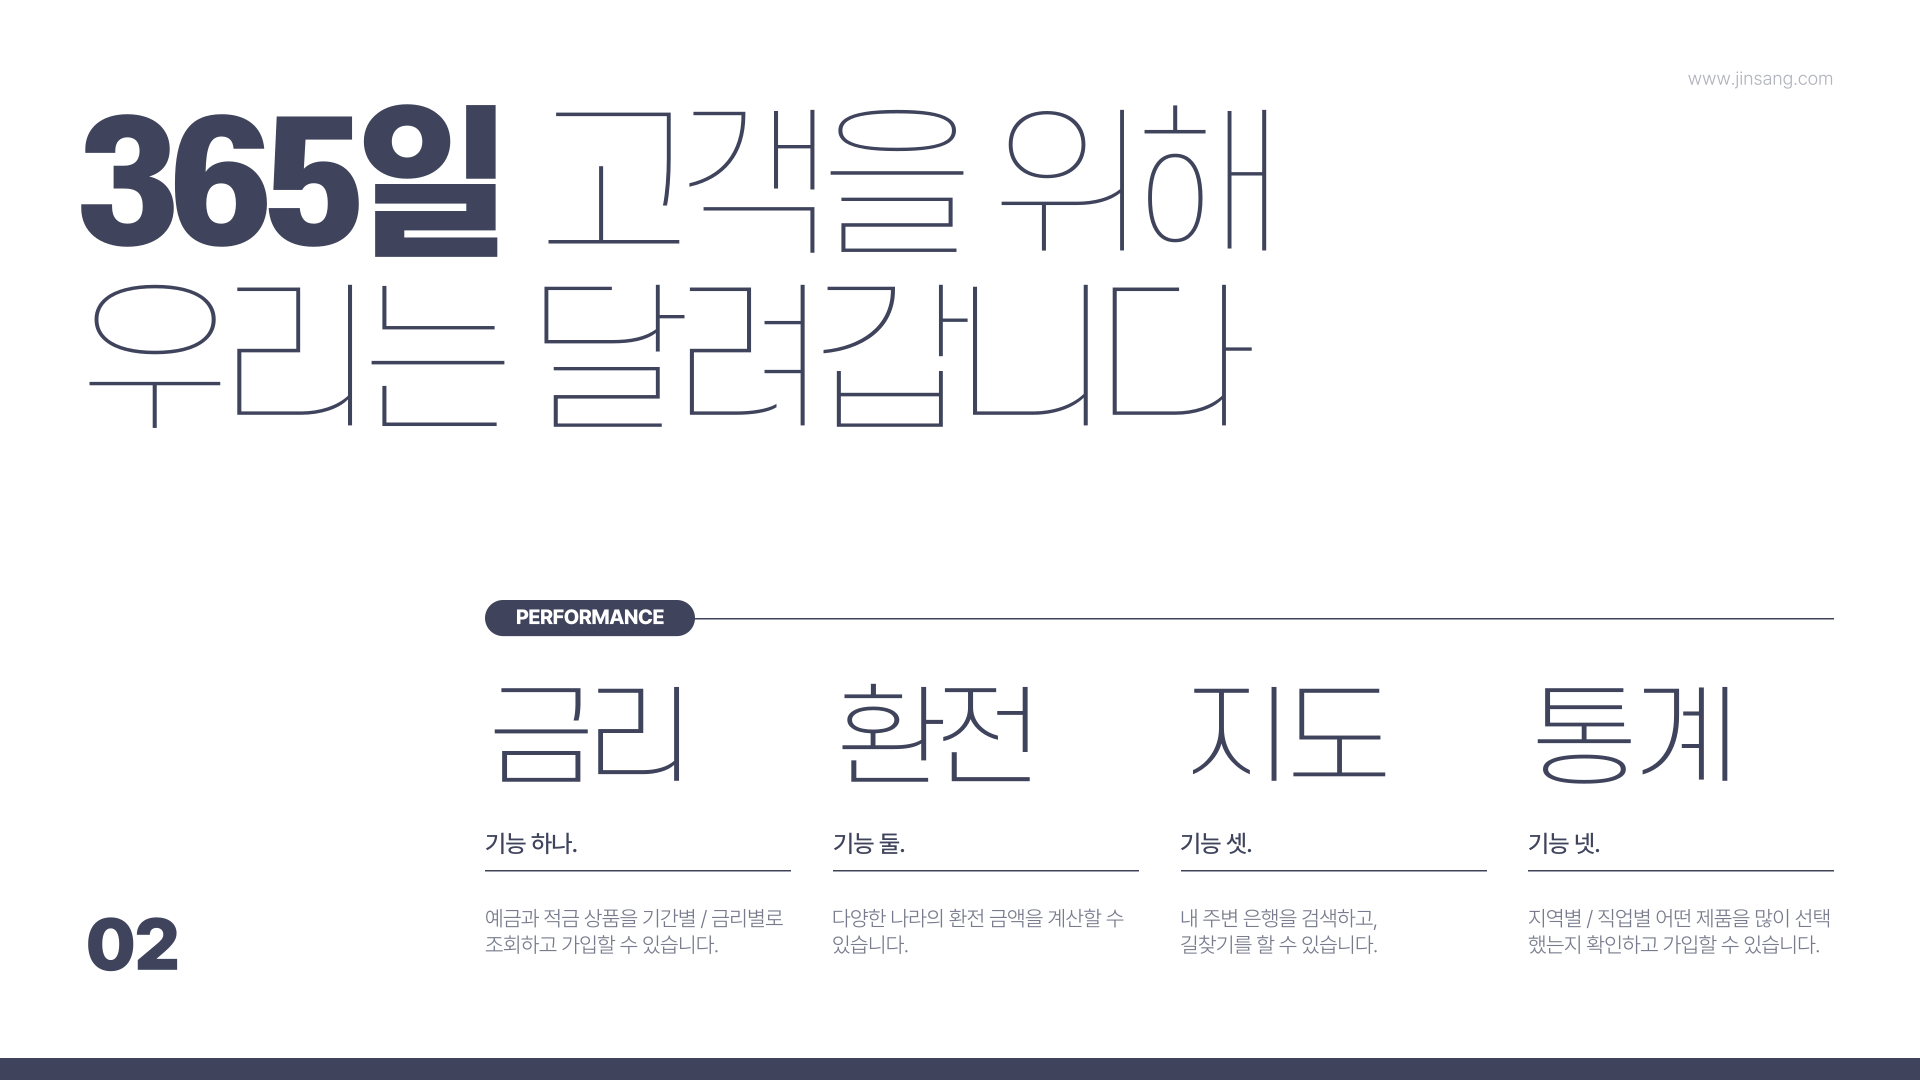 www.jinsang.com
365일 고객을 위해
우리는 달려갑니다
PERFORMANCE
금리
기능 하나.
예금과 적금 상품을 기간별 / 금리별로
조회하고 가입할 수 있습니다.
환전
기능 둘.
다양한 나라의 환전 금액을 계산할 수
있습니다.
지도
기능 셋.
내 주변 은행을 검색하고,
길찾기를 할 수 있습니다.
통계
기능 넷.
지역별 / 직업별 어떤 제품을 많이 선택
했는지 확인하고 가입할 수 있습니다.
02